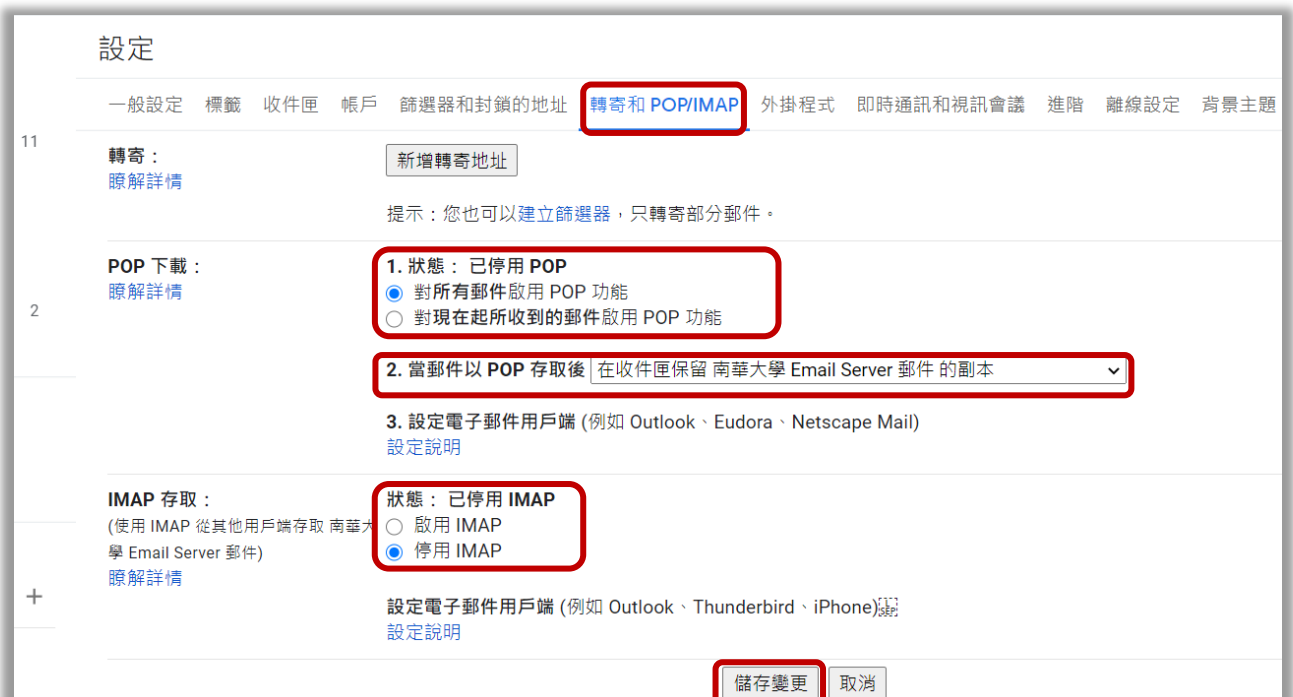 設定
一般設定 標籤 收件匣 帳戶 篩選器和封鎖的地址 轉寄和 POP/IMAP 外掛程式 即時通訊和視訊會議 進階 離線設定 背景主題
11
轉寄：
瞭解詳情
新增轉寄地址
提示：您也可以建立篩選器，只轉寄部分郵件。
POP 下載：
瞭解詳情
2
1. 狀態： 已停用 POP
對所有郵件啟用 POP 功能
對現在起所收到的郵件啟用 POP 功能
2. 當郵件以 POP 存取後 在收件匣保留 南華大學 Email Server 郵件 的副本
3. 設定電子郵件用戶端 (例如 Outlook、Eudora、Netscape Mail)
設定說明
IMAP 存取：
(使用 IMAP 從其他用戶端存取 南華大
學 Email Server 郵件)
瞭解詳情
狀態： 已停用 IMAP
啟用 IMAP
停用 IMAP
+
設定電子郵件用戶端 (例如 Outlook、Thunderbird、iPhone)
設定說明
儲存變更 取消